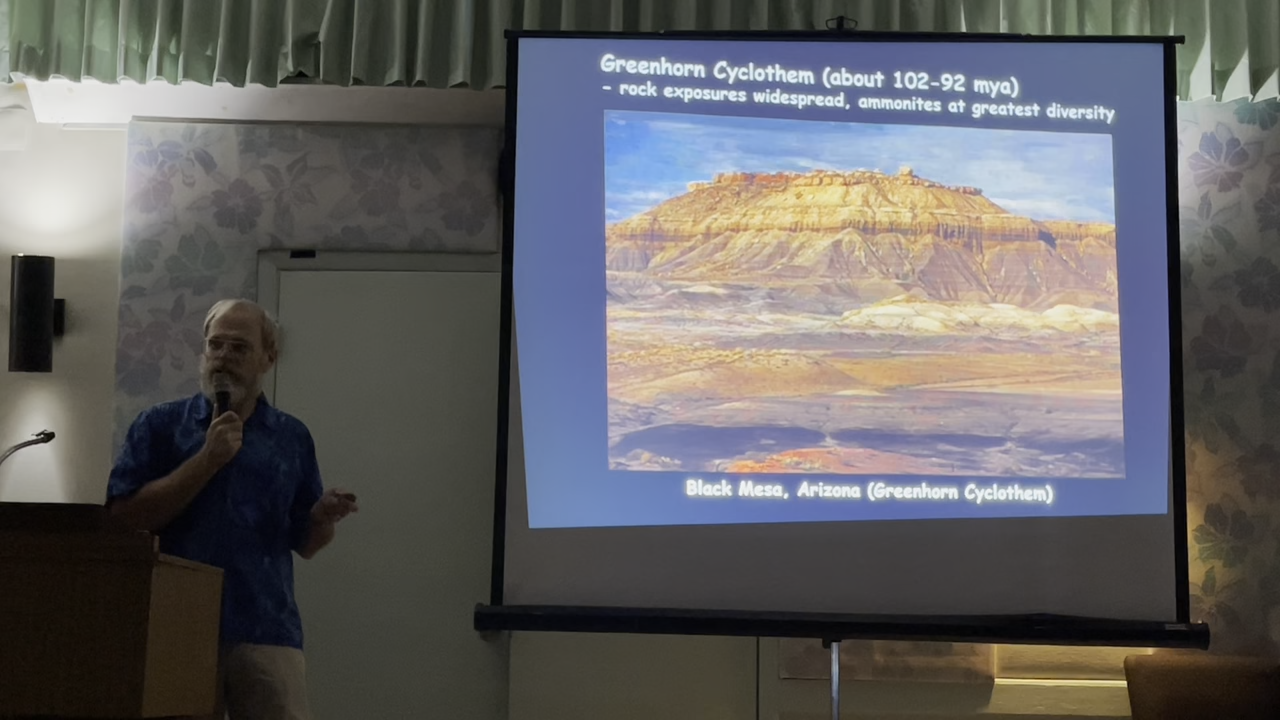 Greenhorn Cyclothem (about 102-92 mya)
- rock exposures widespread, ammonites at greatest diversity
Black Mesa, Arizona (Greenhorn Cyclothem)